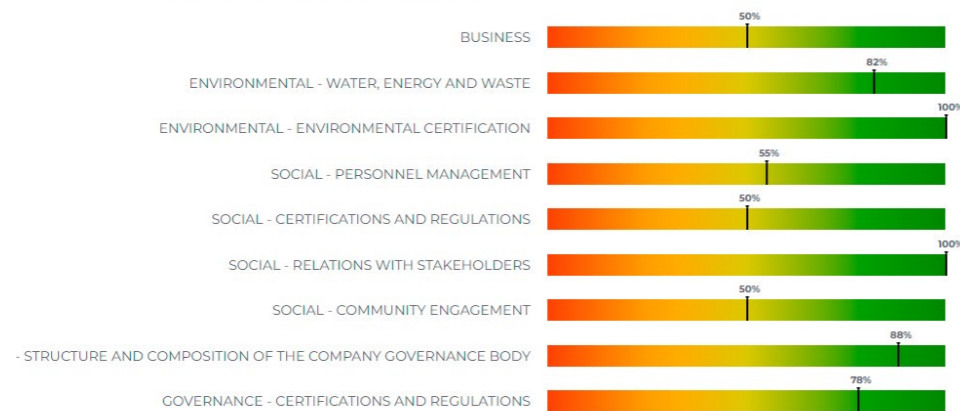 50%
BUSINESS
82%
ENVIRONMENTAL - WATER, ENERGY AND WASTE
100%
ENVIRONMENTAL - ENVIRONMENTAL CERTIFICATION
55%
SOCIAL - PERSONNEL MANAGEMENT
50%
SOCIAL - CERTIFICATIONS AND REGULATIONS
100%
SOCIAL - RELATIONS WITH STAKEHOLDERS
50%
SOCIAL - COMMUNITY ENGAGEMENT
88%
- STRUCTURE AND COMPOSITION OF THE COMPANY GOVERNANCE BODY
78%
GOVERNANCE - CERTIFICATIONS AND REGULATIONS